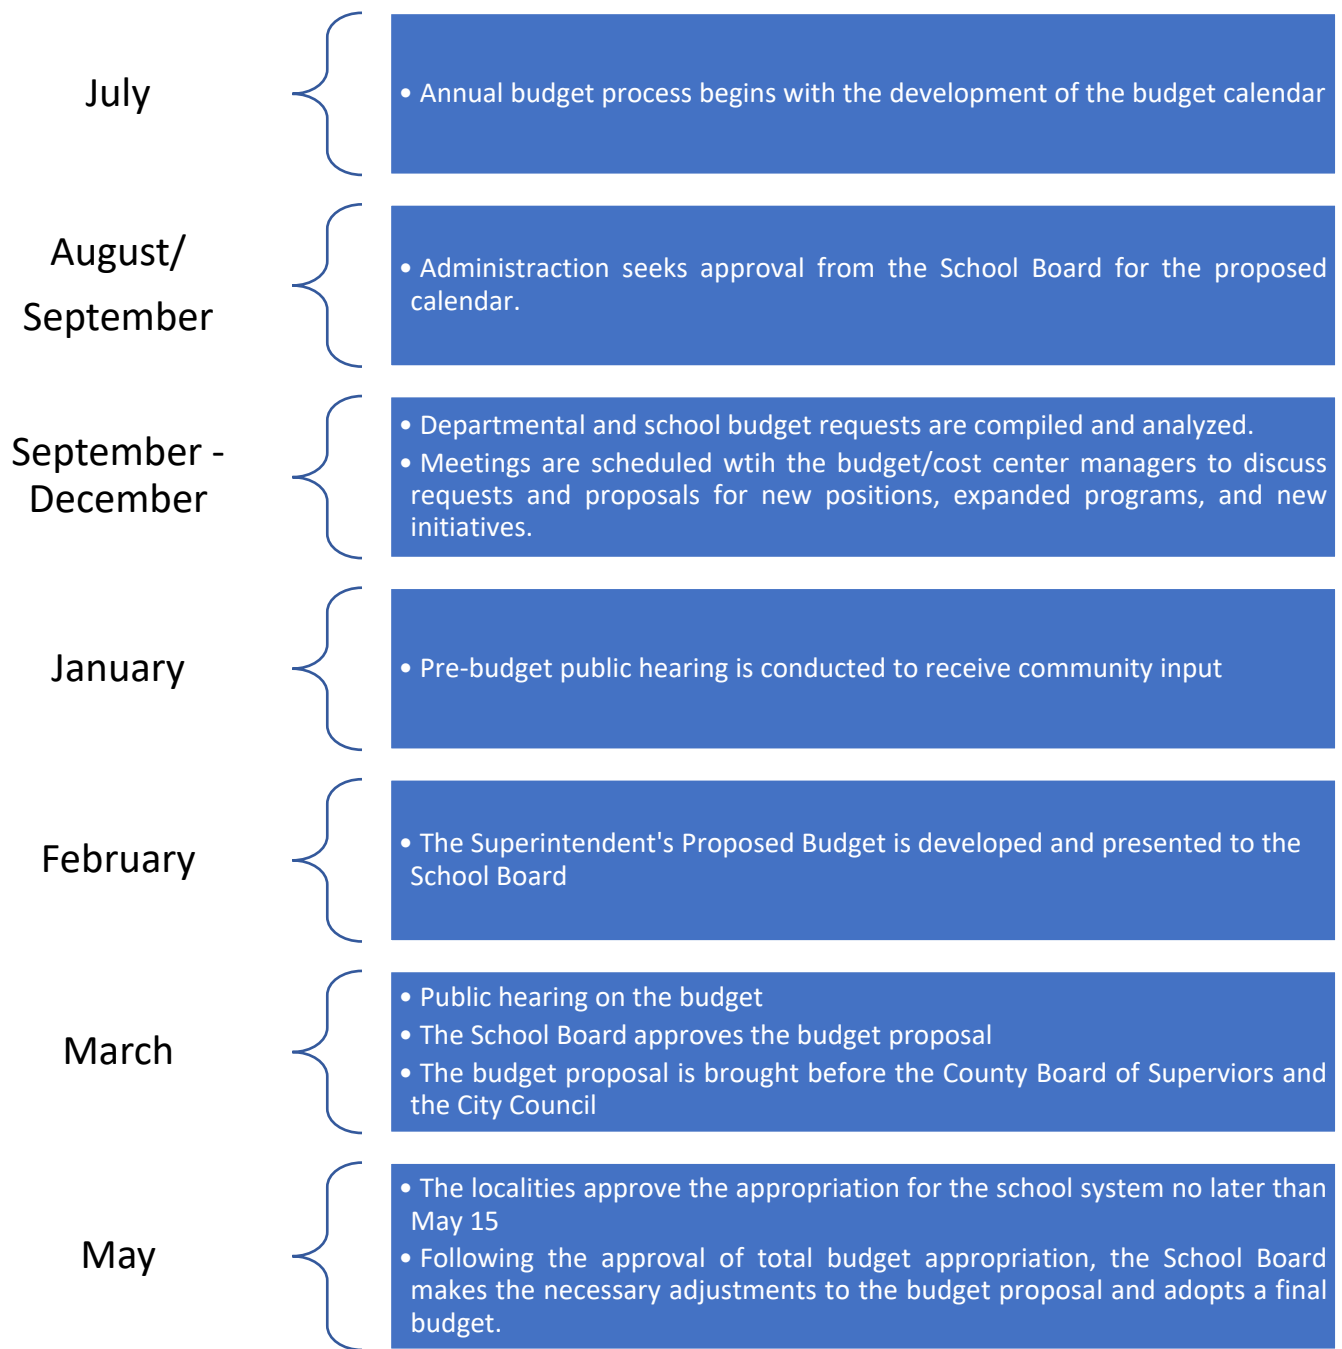 July
• Annual budget process begins with the development of the budget calendar
August/
September
• Administraction seeks approval from the School Board for the proposed
calendar.
September -
December
• Departmental and school budget requests are compiled and analyzed.
• Meetings are scheduled wtih the budget/cost center managers to discuss
requests and proposals for new positions, expanded programs, and new
initiatives.
January
• Pre-budget public hearing is conducted to receive community input
February
• The Superintendent's Proposed Budget is developed and presented to the
School Board
March
• Public hearing on the budget
• The School Board approves the budget proposal
• The budget proposal is brought before the County Board of Superviors and
the City Council
May
• The localities approve the appropriation for the school system no later than
May 15
• Following the approval of total budget appropriation, the School Board
makes the necessary adjustments to the budget proposal and adopts a final
budget.